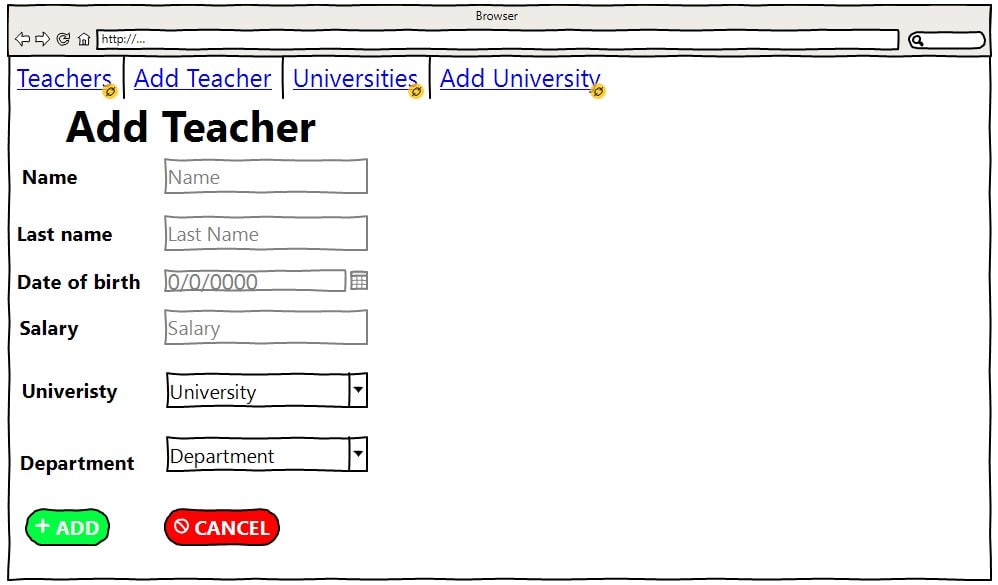 Browser
http://...
Teachers Add Teacher Universities Add University
Add Teacher
Name Name
Last name Last Name
Date of birth 0/0/0000
Salary Salary
Univeristy University
Department Department
+ ADD CANCEL